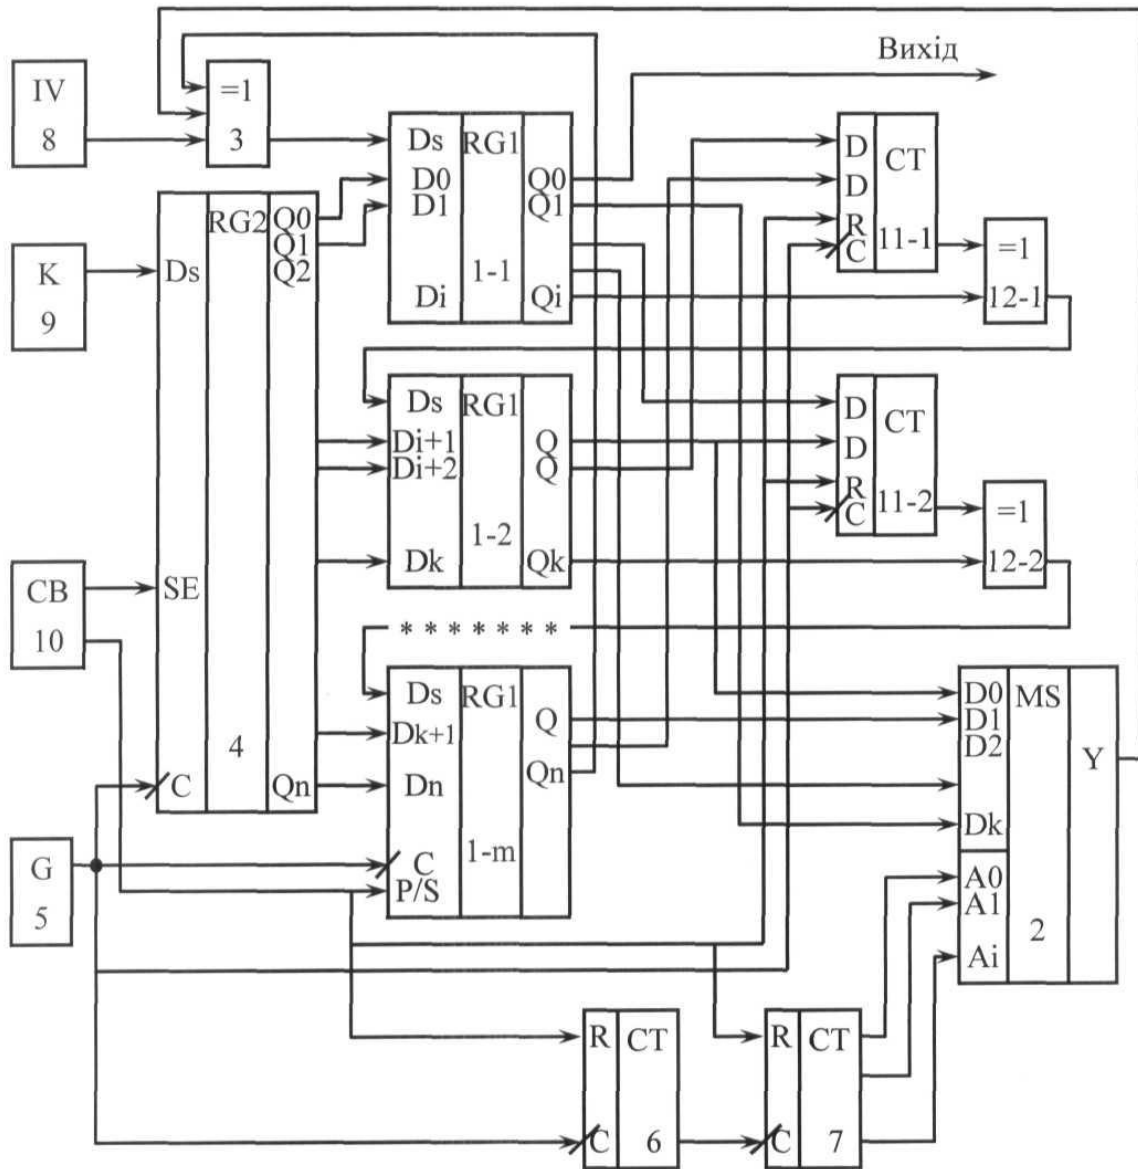 Вихід
IV
8
=1
3
K
9
CB
10
G
5
Ds
SE
C
RG2
4
Q0
Q1
Q2
Qn
Ds
D0
D1
Di
RG1
1-1
Q0
Q1
Qi
Ds
Di+1
Di+2
Dk
RG1
1-2
Q
Q
Qk
* * * * * * *
Ds
Dk+1
Dn
C
P/S
RG1
1-m
Q
Qn
D
D
R
C
CT
11-1
=1
12-1
D
D
R
C
CT
11-2
=1
12-2
D0
D1
D2
Dk
A0
A1
Ai
MS
2
Y
R
C
CT
6
R
C
CT
7